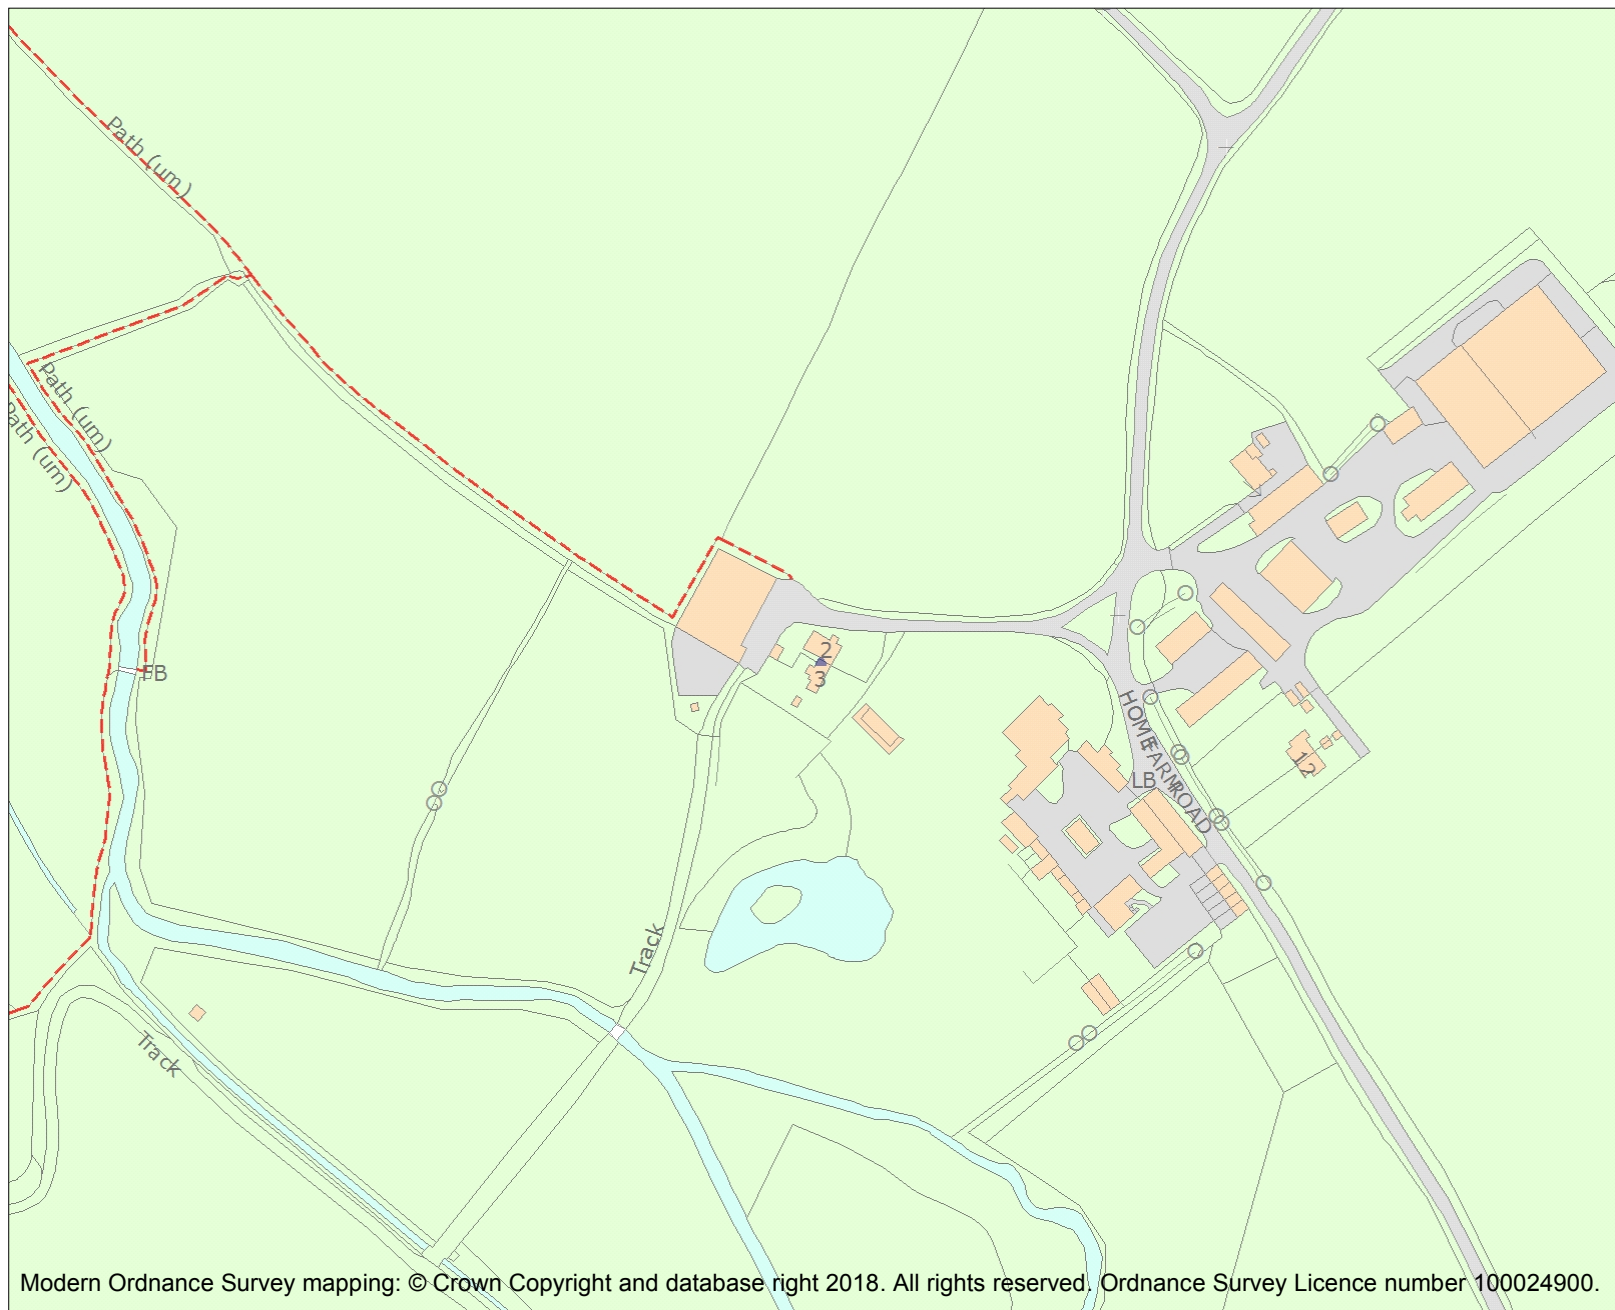 Path (um)
Path (um)
Path (um)
FB
2
3
HOME FARM ROAD
LB
12
Track
Track
Modern Ordnance Survey mapping: © Crown Copyright and database right 2018. All rights reserved. Ordnance Survey Licence number 100024900.